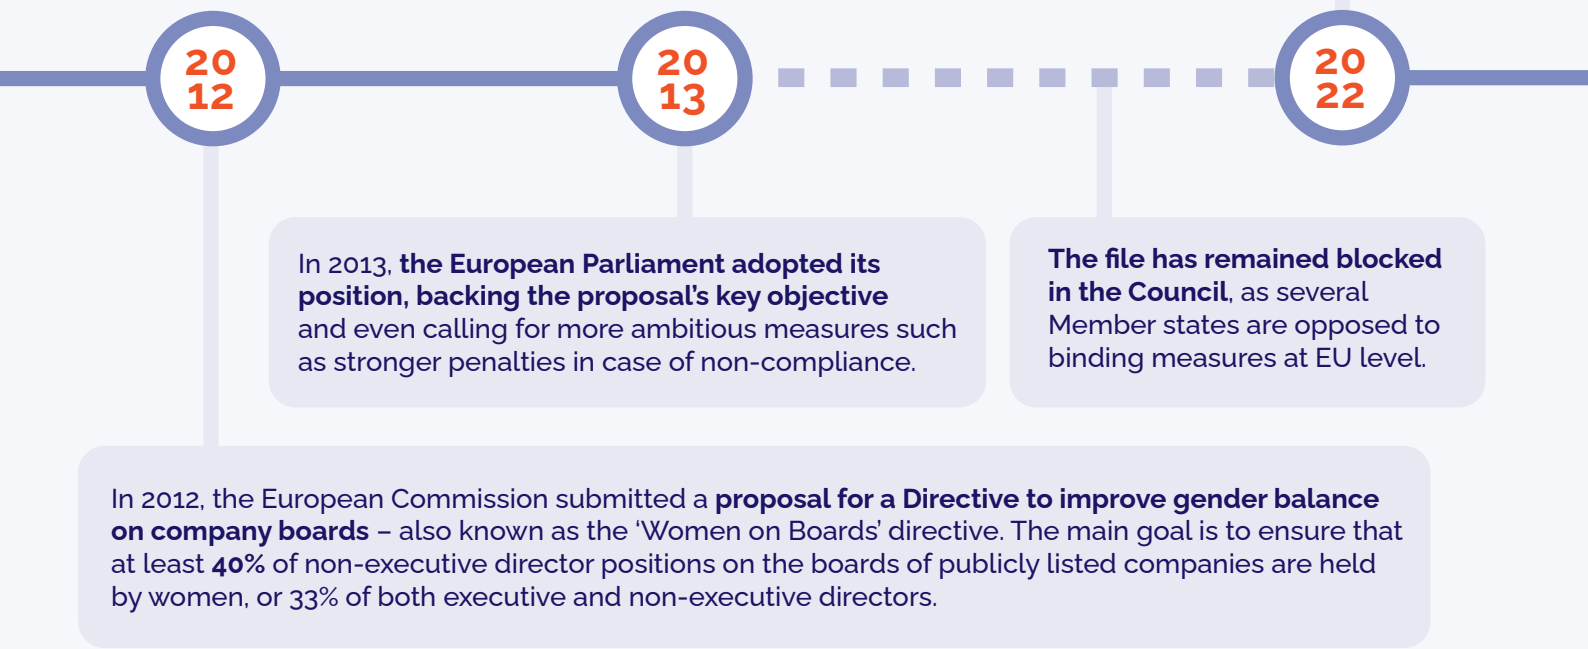 20
12
20
13
20
22
In 2013, the European Parliament adopted its
position, backing the proposal’s key objective
and even calling for more ambitious measures such
as stronger penalties in case of non-compliance.
The file has remained blocked
in the Council, as several
Member states are opposed to
binding measures at EU level.
In 2012, the European Commission submitted a proposal for a Directive to improve gender balance
on company boards – also known as the ‘Women on Boards’ directive. The main goal is to ensure that
at least 40% of non-executive director positions on the boards of publicly listed companies are held
by women, or 33% of both executive and non-executive directors.